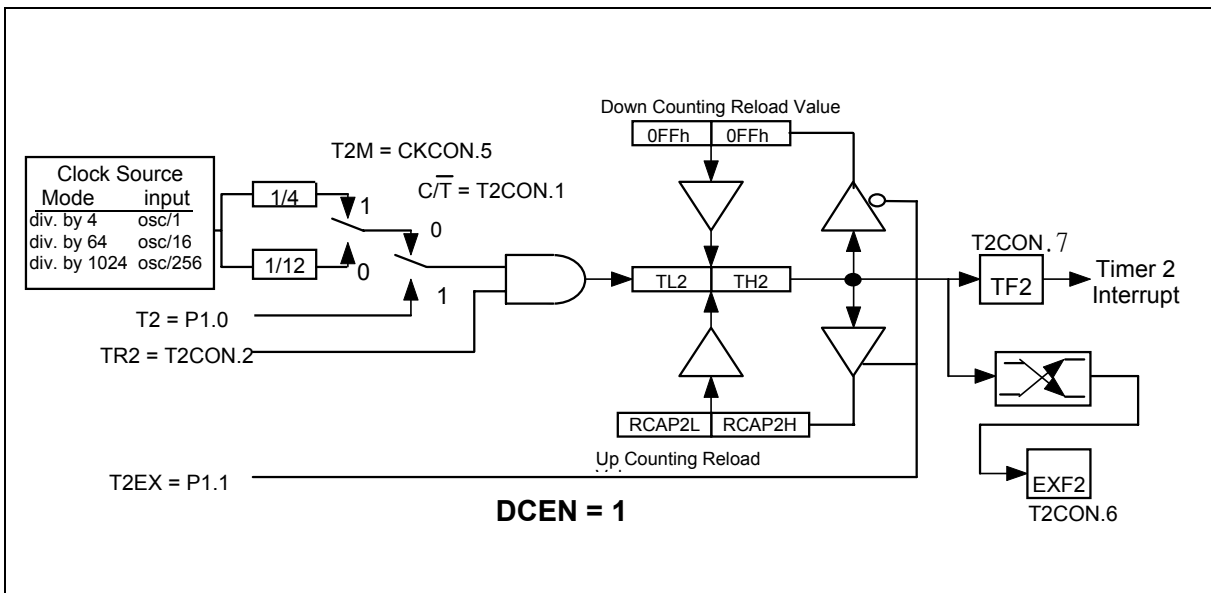 Down Counting Reload Value
0FFh 0FFh
T2M = CKCON.5
C/T̅ = T2CON.1
Clock Source
Mode input
div. by 4 osc/1
div. by 64 osc/16
div. by 1024 osc/256
1/4
1
0
1/12
0
1
T2 = P1.0
TR2 = T2CON.2
TL2 TH2
T2CON.7
TF2
Timer 2
Interrupt
RCAP2L RCAP2H
Up Counting Reload
T2EX = P1.1
DCEN = 1
EXF2
T2CON.6